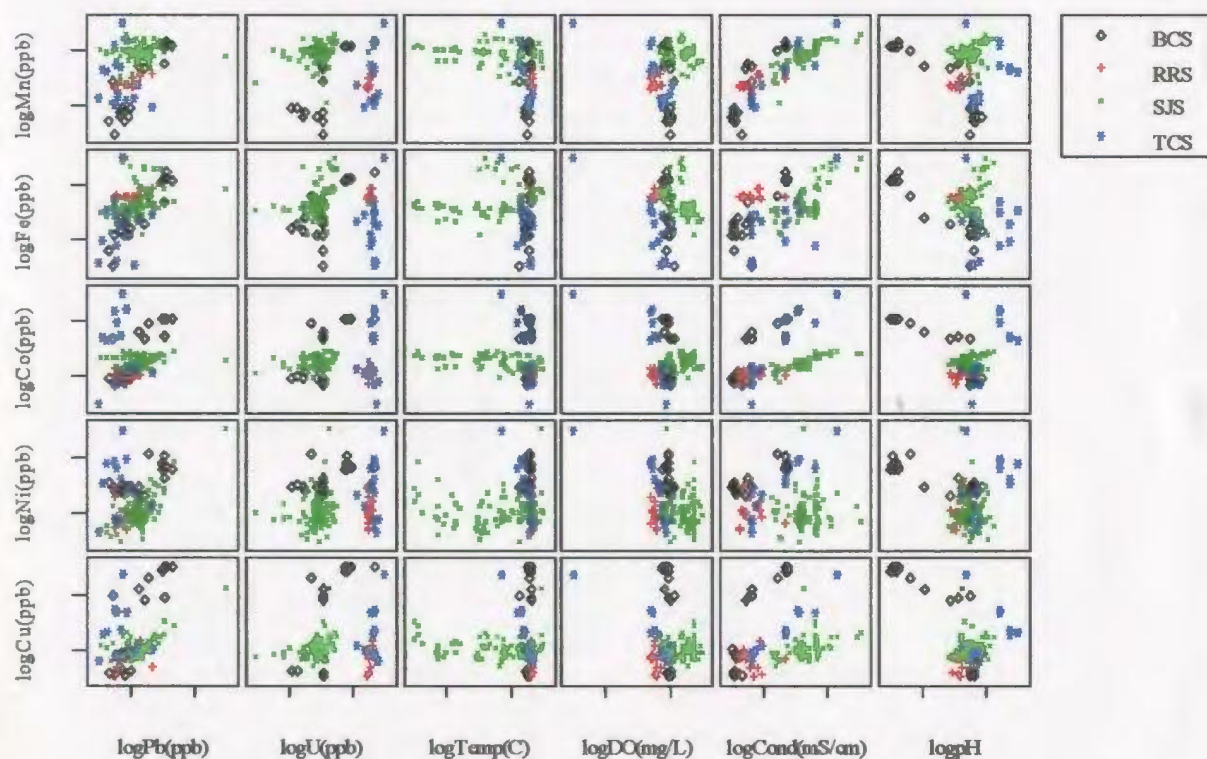 logMn(ppb)
logFe(ppb)
logCo(ppb)
logNi(ppb)
logCu(ppb)
logPb(ppb)
logU(ppb)
logTemp(C)
logDO(mg/L)
logCond(mS/cm)
logpH
BCS
RRS
SJS
TCS